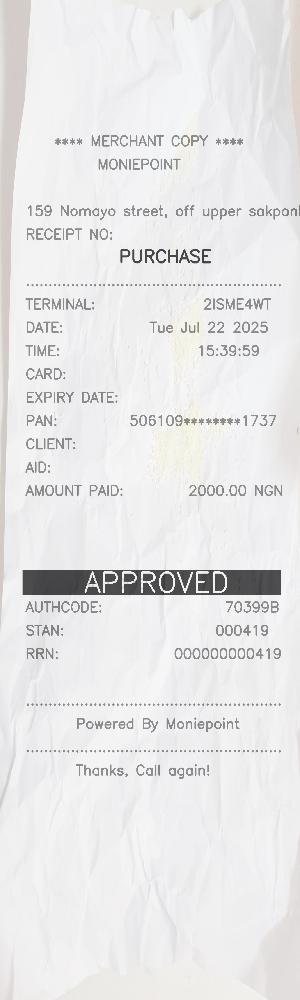 **** MERCHANT COPY ****
MONIEPOINT
159 Nomayo street, off upper sakpon
RECEIPT NO:
PURCHASE
TERMINAL: 2ISME4WT
DATE: Tue Jul 22 2025
TIME: 15:39:59
CARD:
EXPIRY DATE:
PAN: 506109********1737
CLIENT:
AID:
AMOUNT PAID: 2000.00 NGN
APPROVED
AUTHCODE: 70399B
STAN: 000419
RRN: 000000000419
Powered By Moniepoint
Thanks, Call again!